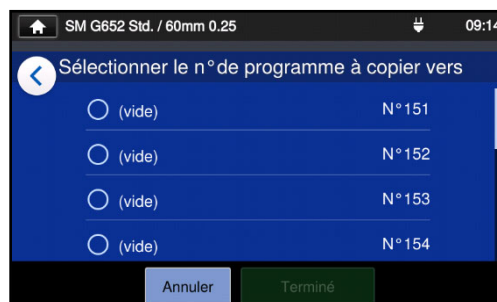 SM G652 Std. / 60mm 0.25 09:14
Sélectionner le n° de programme à copier vers
(vide) N°151
(vide) N°152
(vide) N°153
(vide) N°154
Annuler Terminé